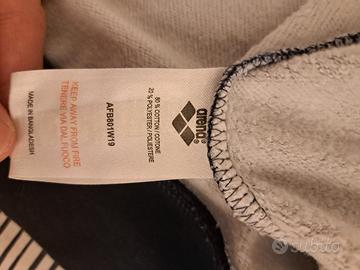 arena®
80 % COTTON / COTONE
20 % POLYESTER / POLIESTERE
AFB801W19
KEEP AWAY FROM FIRE
TENERE VIA DAL
FUOCO
MADE IN BANGLADESH
subito